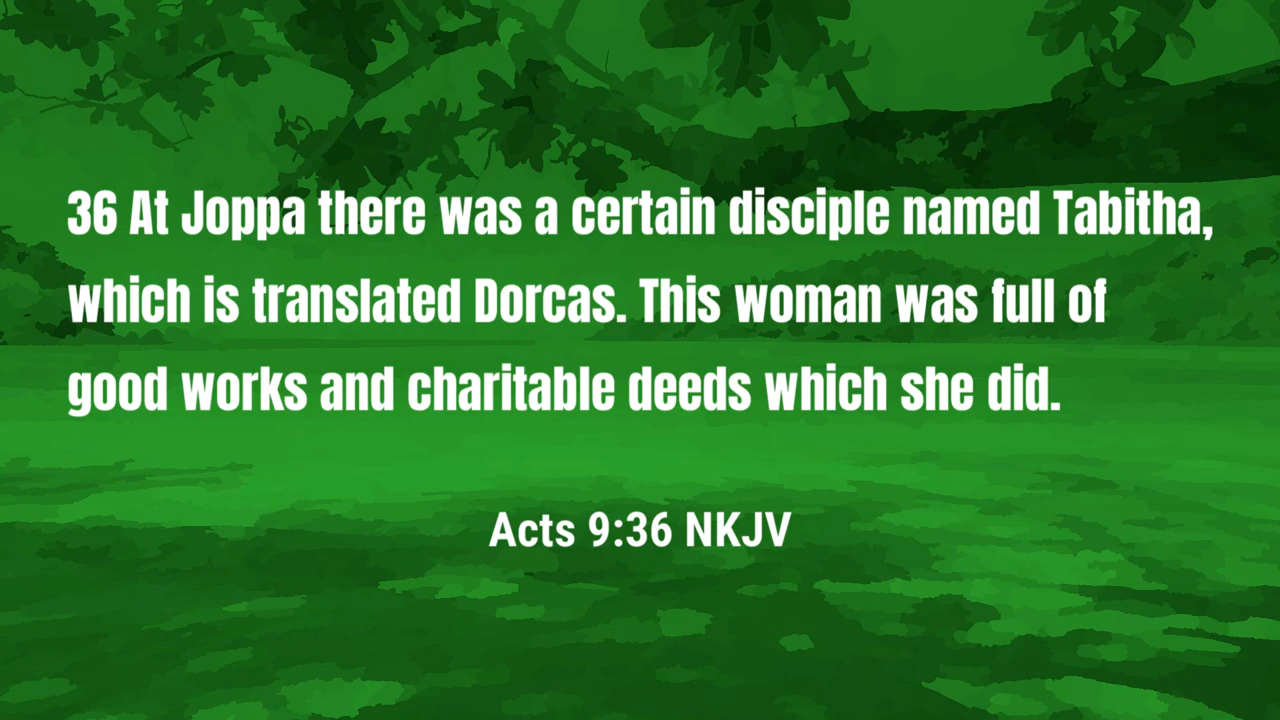 36 At Joppa there was a certain disciple named Tabitha,
which is translated Dorcas. This woman was full of
good works and charitable deeds which she did.
Acts 9:36 NKJV